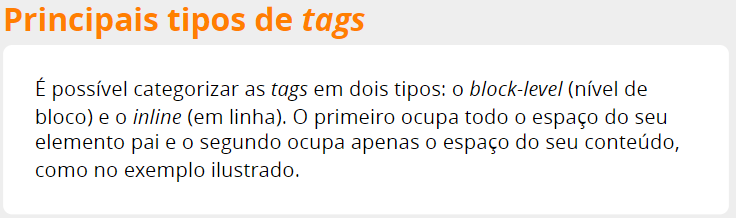 Principais tipos de tags
É possível categorizar as tags em dois tipos: o block-level (nível de
bloco) e o inline (em linha). O primeiro ocupa todo o espaço do seu
elemento pai e o segundo ocupa apenas o espaço do seu conteúdo,
como no exemplo ilustrado.